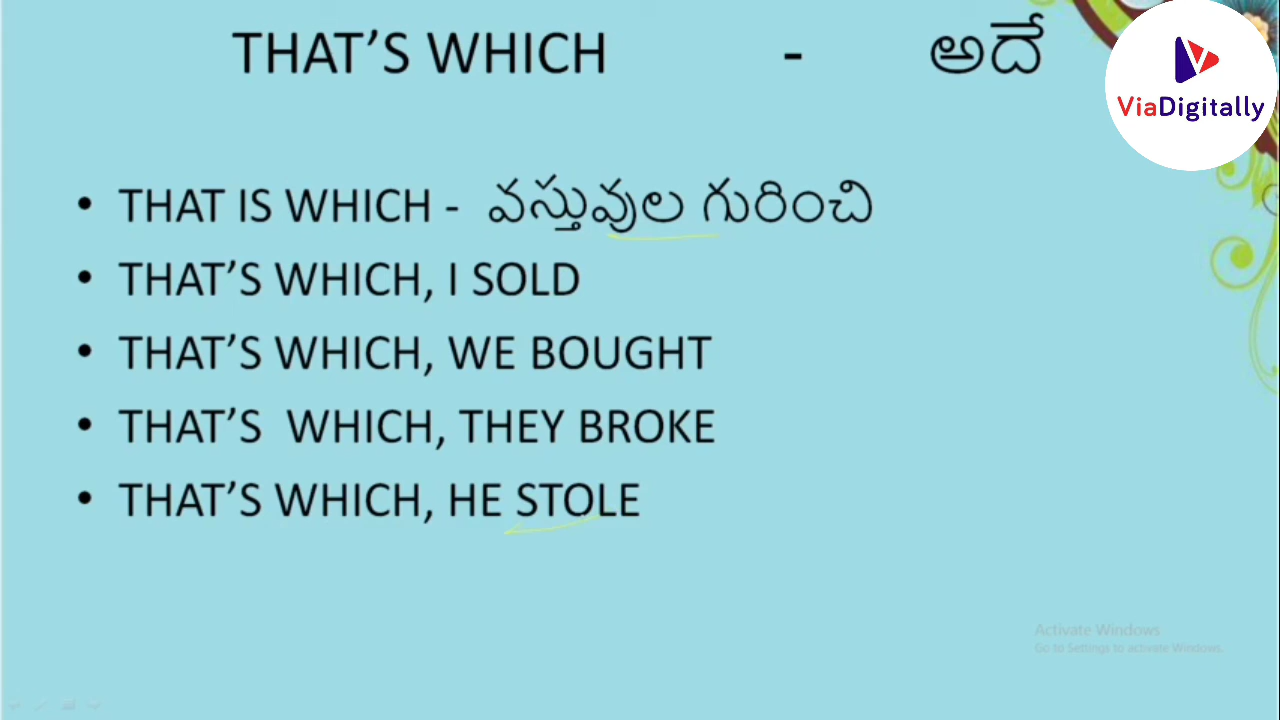 THAT’S WHICH - అదే
ViaDigitally
• THAT IS WHICH - వస్తువుల గురించి
• THAT’S WHICH, I SOLD
• THAT’S WHICH, WE BOUGHT
• THAT’S WHICH, THEY BROKE
• THAT’S WHICH, HE STOLE
Activate Windows
Go to Settings to activate Windows.